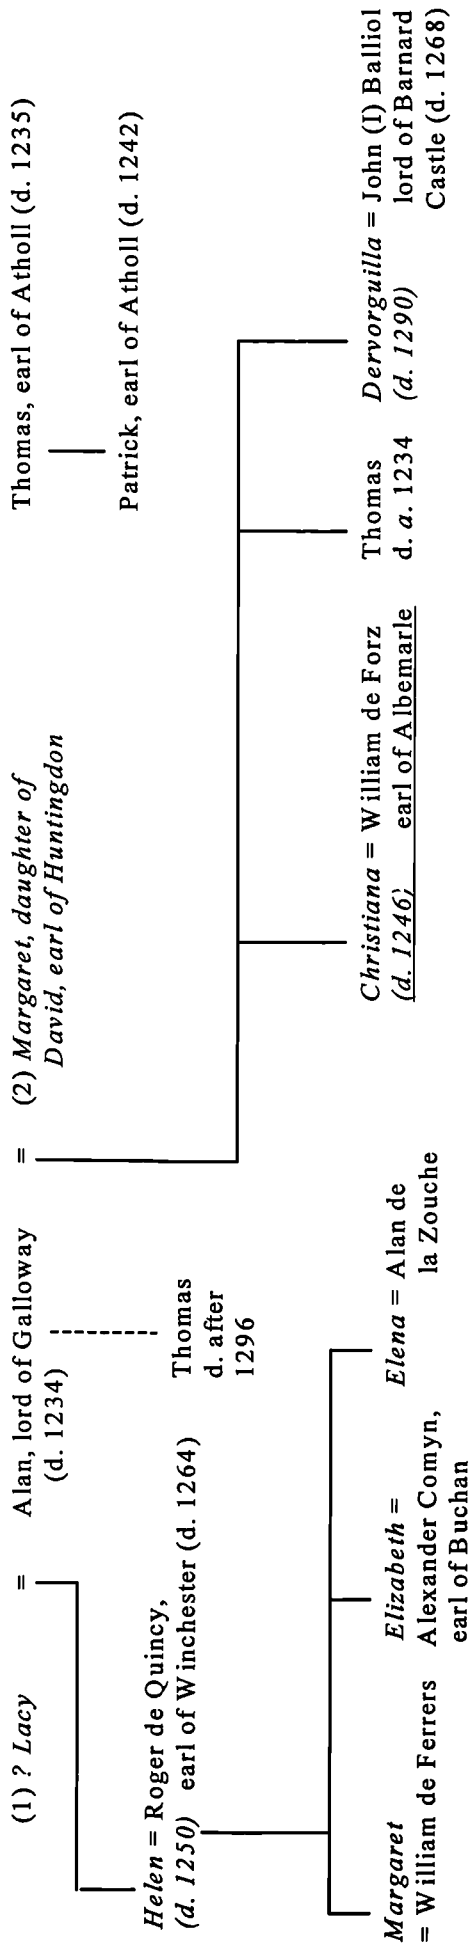 (1) ? Lacy
=
Alan, lord of Galloway
(d. 1234)
=
(2) Margaret, daughter of
David, earl of Huntingdon
Thomas, earl of Atholl (d. 1235)
Patrick, earl of Atholl (d. 1242)
Thomas
d. after
1296
Helen = Roger de Quincy,
(d. 1250) earl of Winchester (d. 1264)
Margaret
= William de Ferrers
Elizabeth =
Alexander Comyn,
earl of Buchan
Elena = Alan de
la Zouche
Christiana = William de Forz
(d. 1246) earl of Albemarle
Thomas
d. a. 1234
Dervorguilla = John (I) Balliol
(d. 1290) lord of Barnard
Castle (d. 1268)